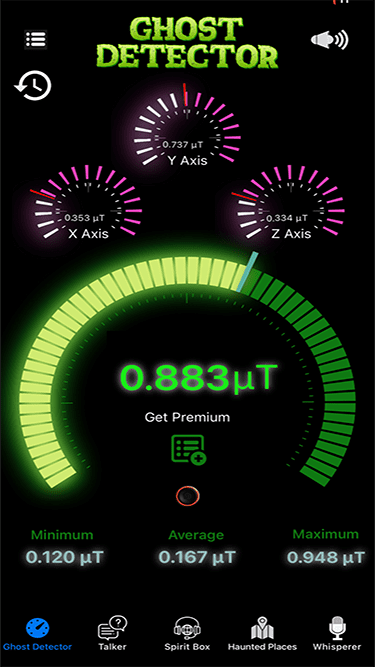 GHOST
DETECTOR
0.737 μT
Y Axis
0.353 μT
X Axis
0.334 μT
Z Axis
0.883μT
Get Premium
Minimum
Average
Maximum
0.120 μT
0.167 μT
0.948 μT
Ghost Detector
Talker
Spirit Box
Haunted Places
Whisperer